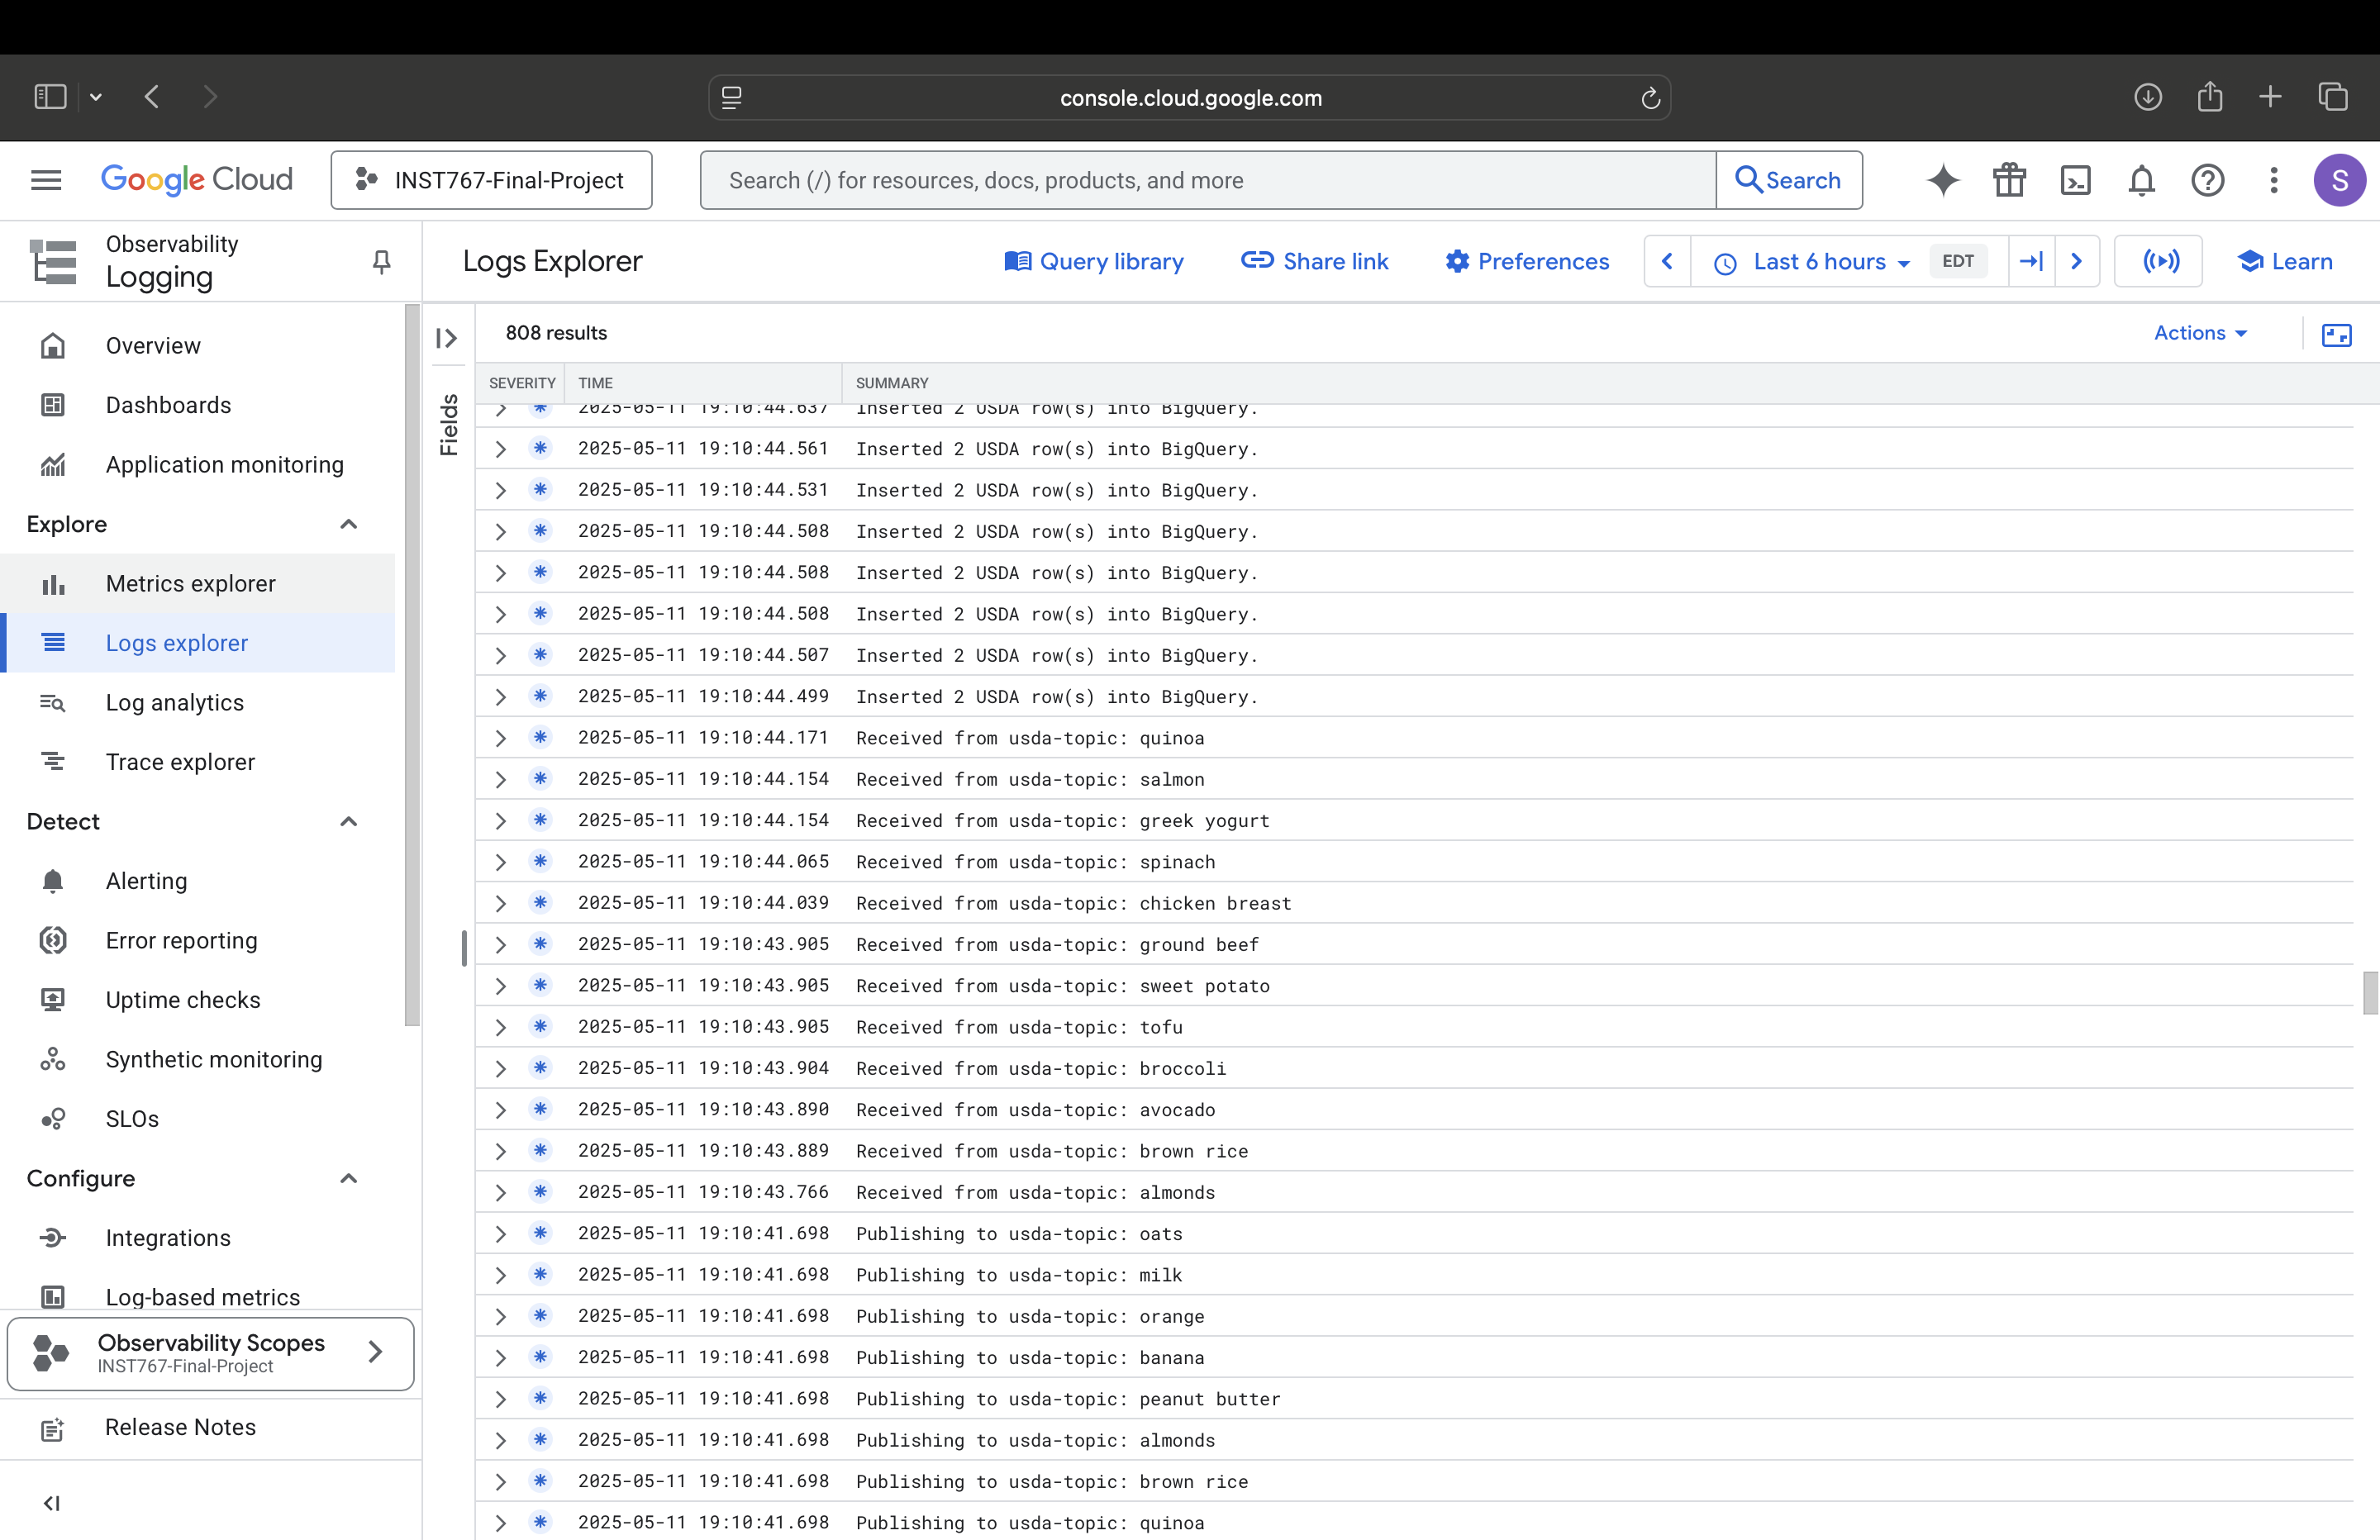 console.cloud.google.com
Google Cloud
INST767-Final-Project
Search (/) for resources, docs, products, and more
Search
S
Observability
Logging
Logs Explorer
Query library
Share link
Preferences
Last 6 hours
EDT
Learn
Overview
Dashboards
Application monitoring
Explore
Metrics explorer
Logs explorer
Log analytics
Trace explorer
Detect
Alerting
Error reporting
Uptime checks
Synthetic monitoring
SLOs
Configure
Integrations
Log-based metrics
Observability Scopes
INST767-Final-Project
Release Notes
Fields
808 results
Actions
SEVERITY TIME SUMMARY
2025-05-11 19:10:44.637 Inserted 2 USDA row(s) into BigQuery.
2025-05-11 19:10:44.561 Inserted 2 USDA row(s) into BigQuery.
2025-05-11 19:10:44.531 Inserted 2 USDA row(s) into BigQuery.
2025-05-11 19:10:44.508 Inserted 2 USDA row(s) into BigQuery.
2025-05-11 19:10:44.508 Inserted 2 USDA row(s) into BigQuery.
2025-05-11 19:10:44.508 Inserted 2 USDA row(s) into BigQuery.
2025-05-11 19:10:44.507 Inserted 2 USDA row(s) into BigQuery.
2025-05-11 19:10:44.499 Inserted 2 USDA row(s) into BigQuery.
2025-05-11 19:10:44.171 Received from usda-topic: quinoa
2025-05-11 19:10:44.154 Received from usda-topic: salmon
2025-05-11 19:10:44.154 Received from usda-topic: greek yogurt
2025-05-11 19:10:44.065 Received from usda-topic: spinach
2025-05-11 19:10:44.039 Received from usda-topic: chicken breast
2025-05-11 19:10:43.905 Received from usda-topic: ground beef
2025-05-11 19:10:43.905 Received from usda-topic: sweet potato
2025-05-11 19:10:43.905 Received from usda-topic: tofu
2025-05-11 19:10:43.904 Received from usda-topic: broccoli
2025-05-11 19:10:43.890 Received from usda-topic: avocado
2025-05-11 19:10:43.889 Received from usda-topic: brown rice
2025-05-11 19:10:43.766 Received from usda-topic: almonds
2025-05-11 19:10:41.698 Publishing to usda-topic: oats
2025-05-11 19:10:41.698 Publishing to usda-topic: milk
2025-05-11 19:10:41.698 Publishing to usda-topic: orange
2025-05-11 19:10:41.698 Publishing to usda-topic: banana
2025-05-11 19:10:41.698 Publishing to usda-topic: peanut butter
2025-05-11 19:10:41.698 Publishing to usda-topic: almonds
2025-05-11 19:10:41.698 Publishing to usda-topic: brown rice
2025-05-11 19:10:41.698 Publishing to usda-topic: quinoa